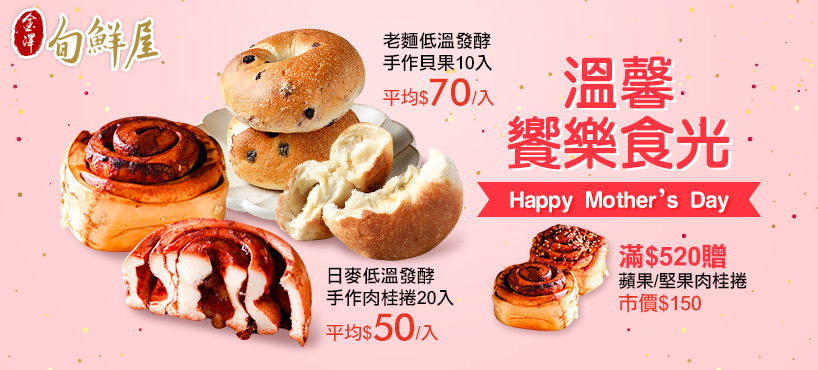 金澤
旬鮮屋
老麵低溫發酵
手作貝果10入
平均$70/入
溫馨
饗樂食光
Happy Mother's Day
日麥低溫發酵
手作肉桂捲20入
平均$50/入
滿$520贈
蘋果/堅果肉桂捲
市價$150